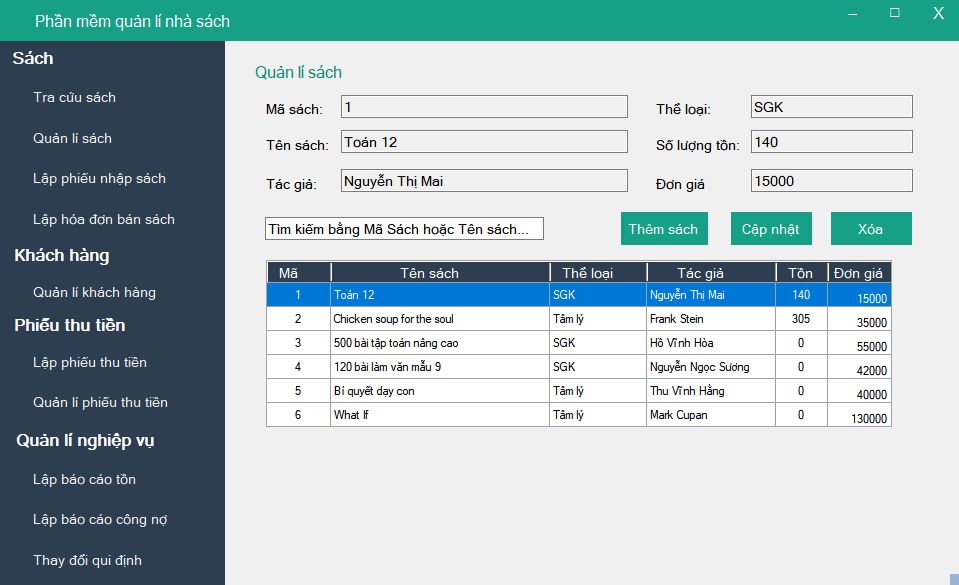 Phần mềm quản lí nhà sách
X
Sách
Tra cứu sách
Quản lí sách
Lập phiếu nhập sách
Lập hóa đơn bán sách
Khách hàng
Quản lí khách hàng
Phiếu thu tiền
Lập phiếu thu tiền
Quản lí phiếu thu tiền
Quản lí nghiệp vụ
Lập báo cáo tồn
Lập báo cáo công nợ
Thay đổi qui định
Quản lí sách
Mã sách: 1 Thể loại: SGK
Tên sách: Toán 12 Số lượng tồn: 140
Tác giả: Nguyễn Thị Mai Đơn giá 15000
Tìm kiếm bằng Mã Sách hoặc Tên sách... Thêm sách Cập nhật Xóa
Mã Tên sách Thể loại Tác giả Tồn Đơn giá
1 Toán 12 SGK Nguyễn Thị Mai 140 15000
2 Chicken soup for the soul Tâm lý Frank Stein 305 35000
3 500 bài tập toán nâng cao SGK Hồ Vĩnh Hòa 0 55000
4 120 bài làm văn mẫu 9 SGK Nguyễn Ngọc Sương 0 42000
5 Bí quyết dạy con Tâm lý Thu Vĩnh Hằng 0 40000
6 What If Tâm lý Mark Cupan 0 130000